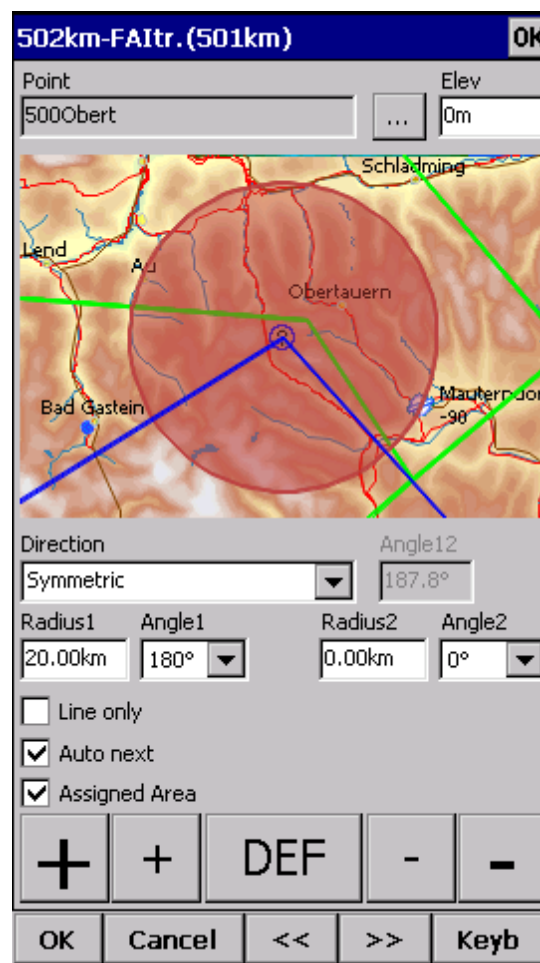 502km-FAItr.(501km) OK
Point Elev
500Obert ... 0m
Schladming
Lend
Au
Obertauern
Bad Gastein
-90
Direction Angle12
Symmetric 187.8°
Radius1 Angle1 Radius2 Angle2
20.00km 180° 0.00km 0°
Line only
Auto next
Assigned Area
+ + DEF - -
OK Cancel << >> Keyb